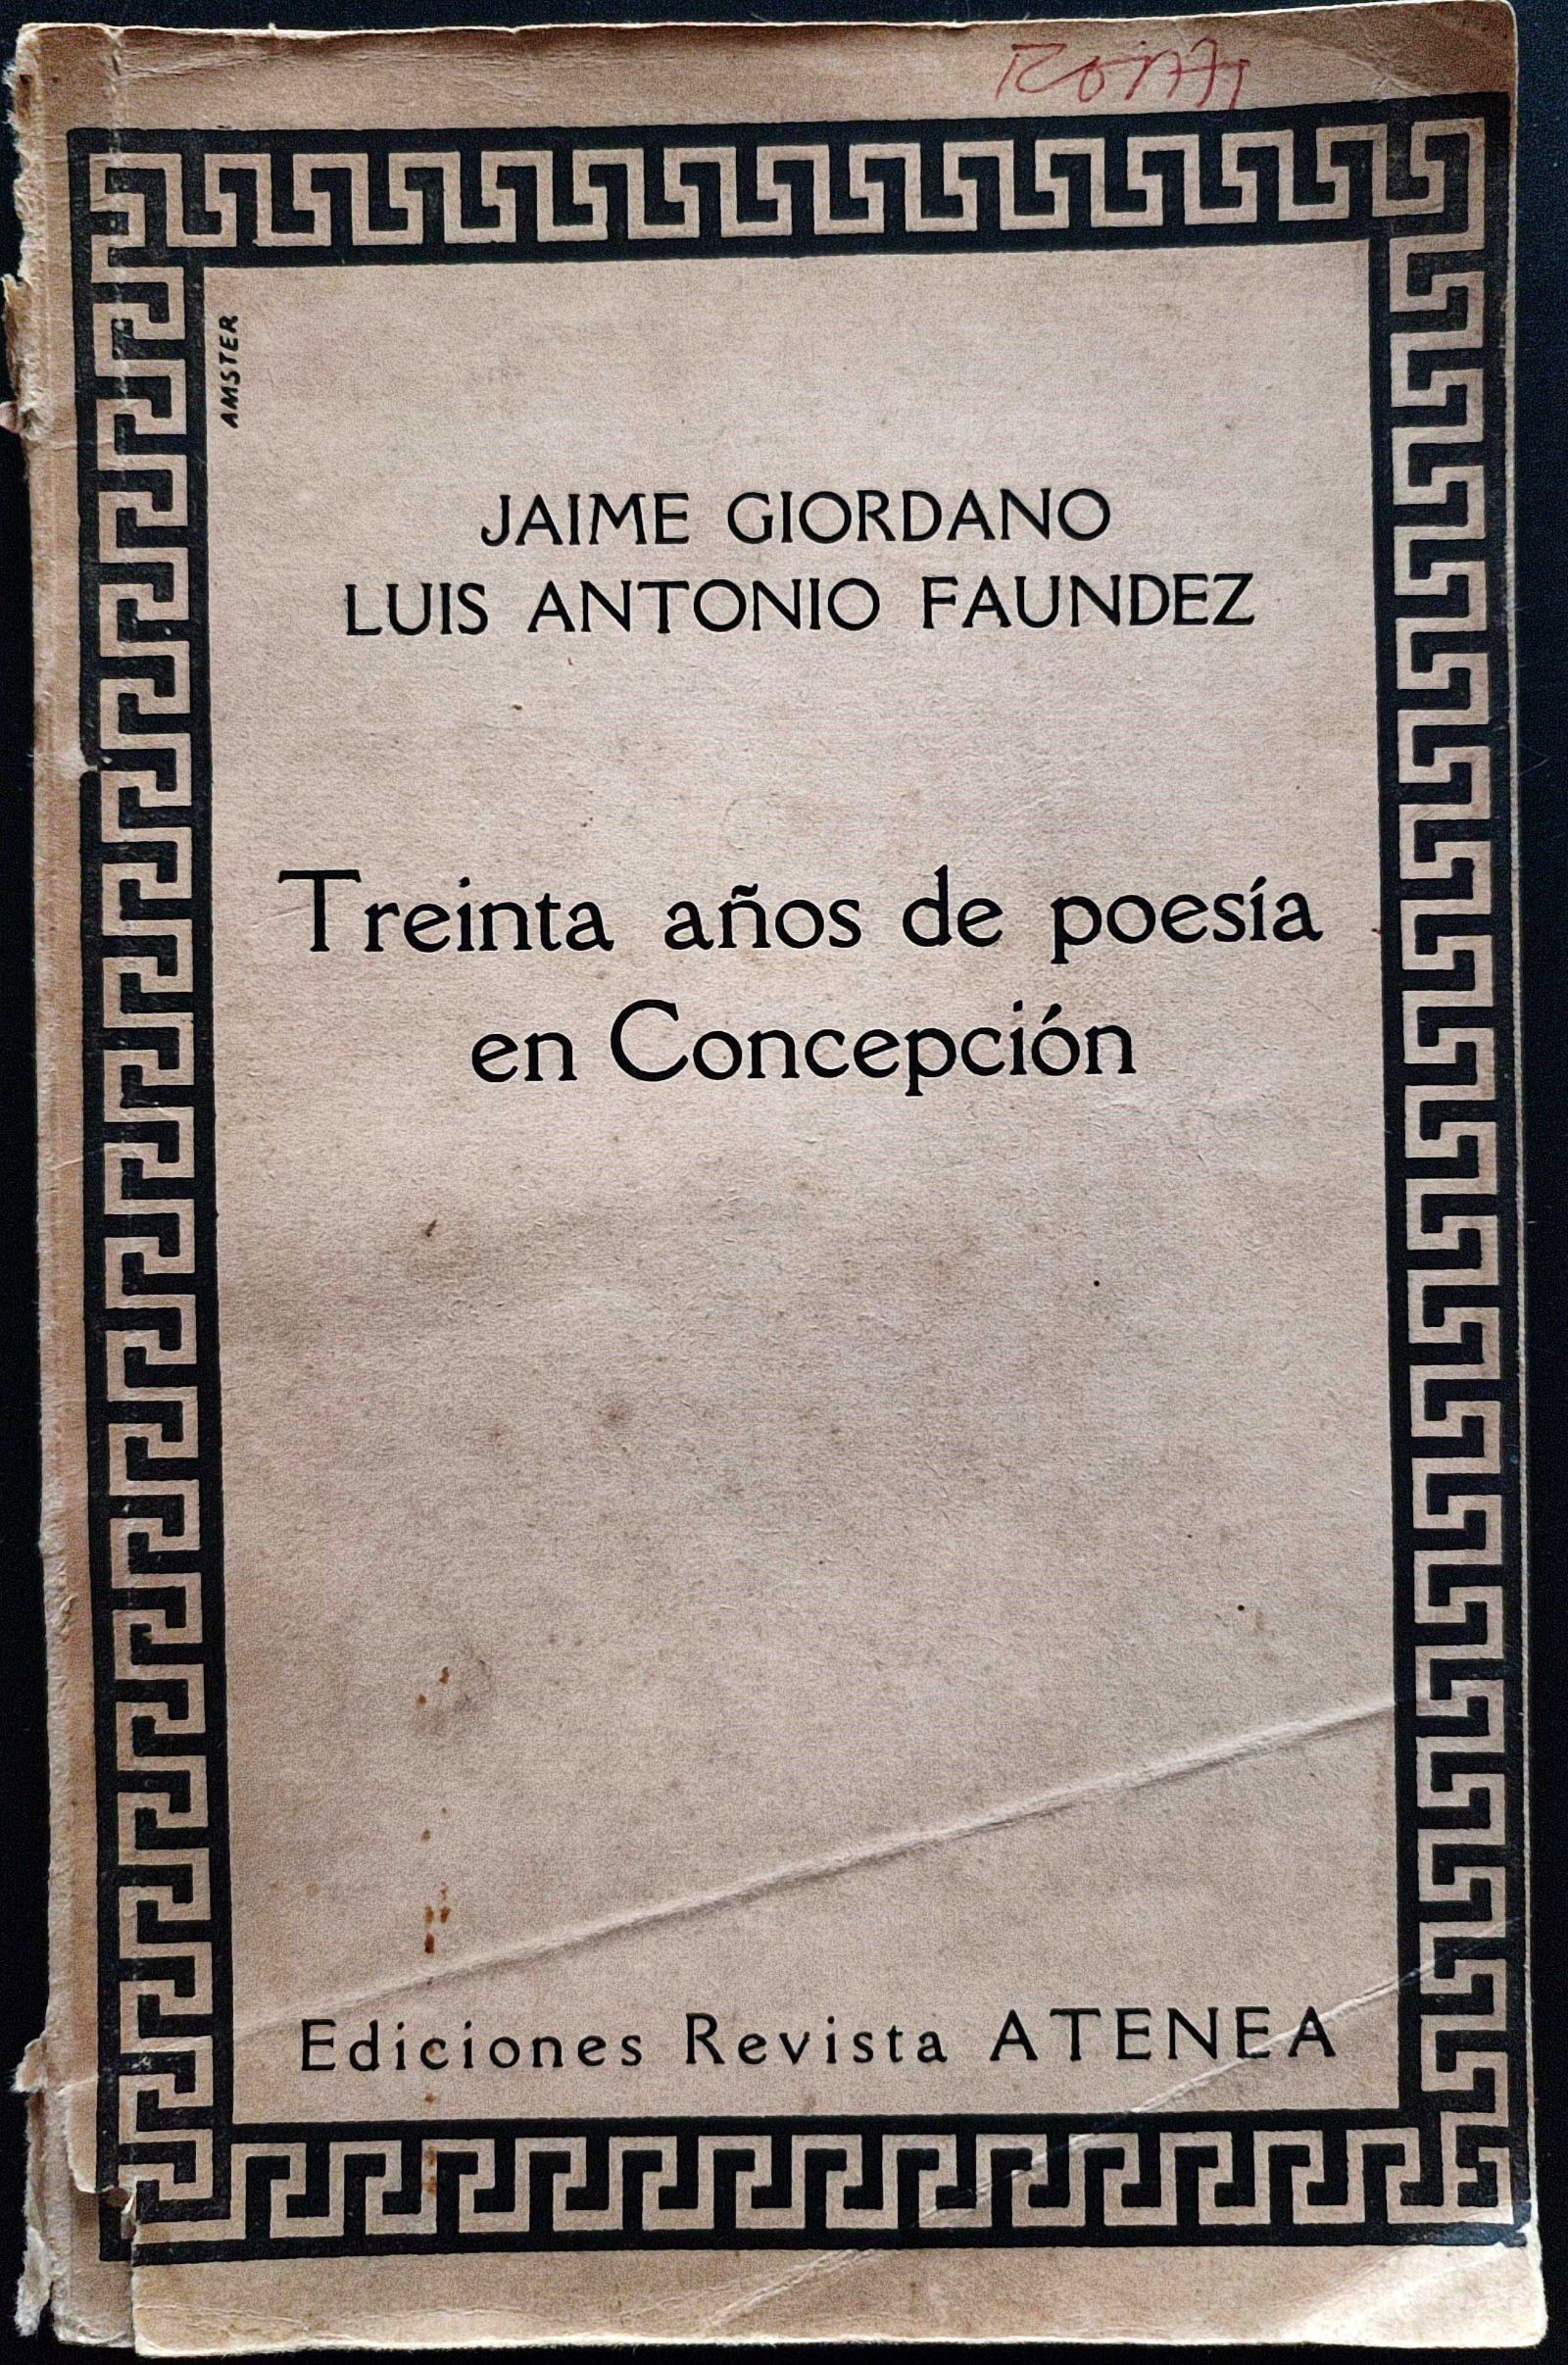 AMSTER
JAIME GIORDANO
LUIS ANTONIO FAUNDEZ
Treinta años de poesía
en Concepción
Ediciones Revista ATENEA